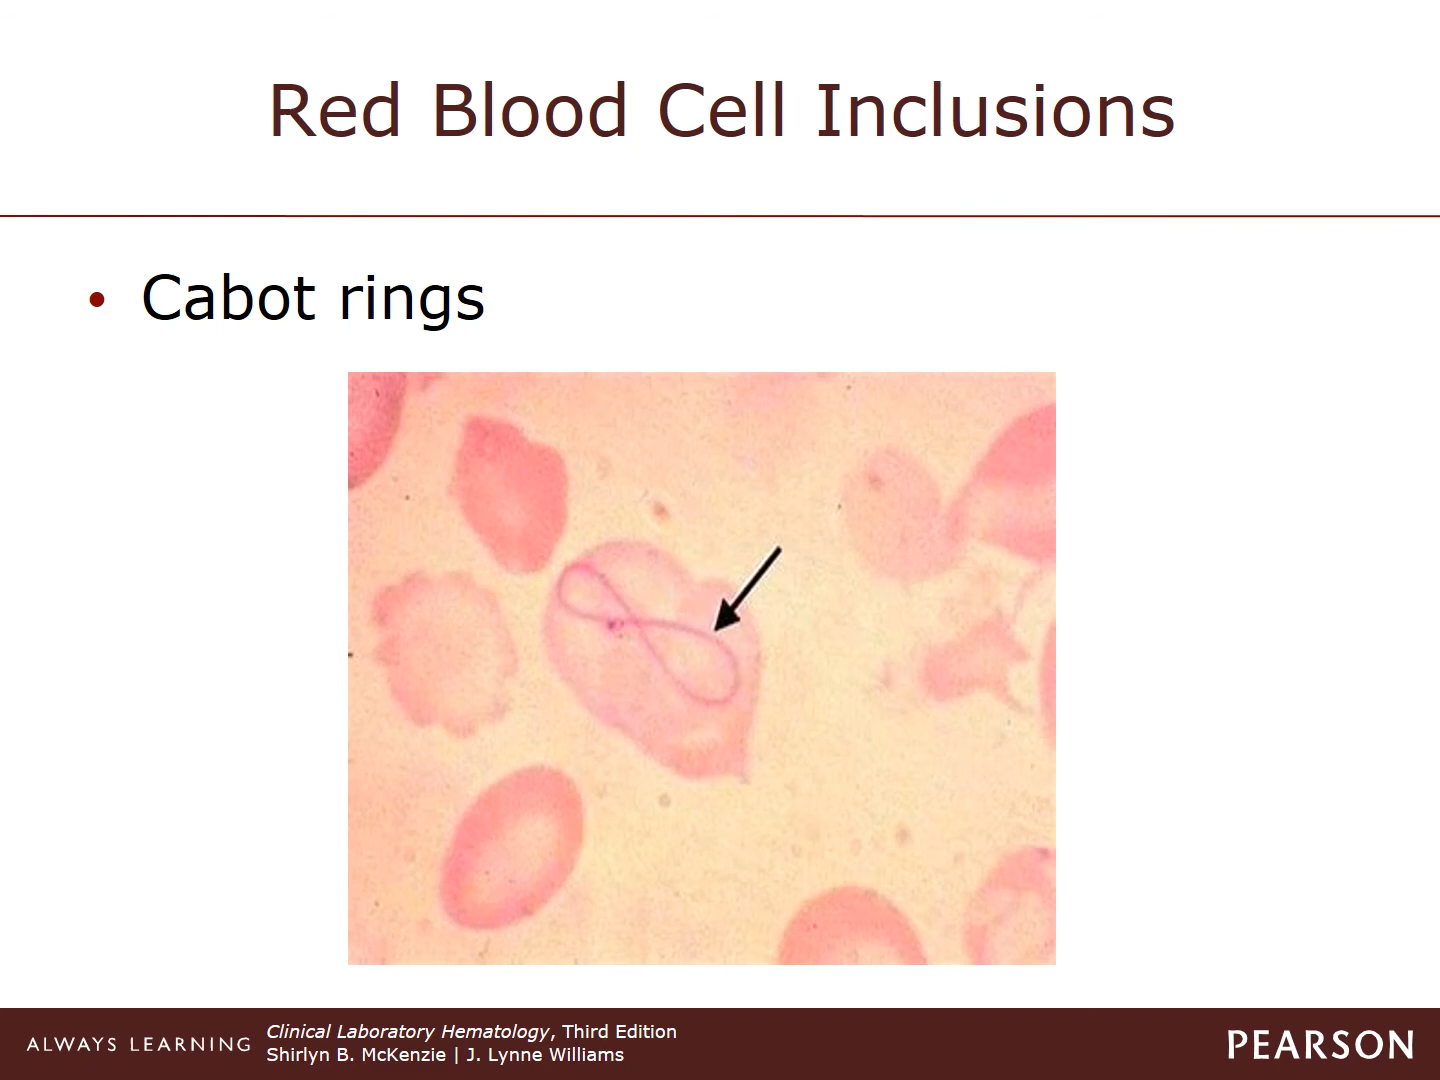 Red Blood Cell Inclusions
• Cabot rings
ALWAYS LEARNING
Clinical Laboratory Hematology, Third Edition
Shirlyn B. McKenzie | J. Lynne Williams
PEARSON